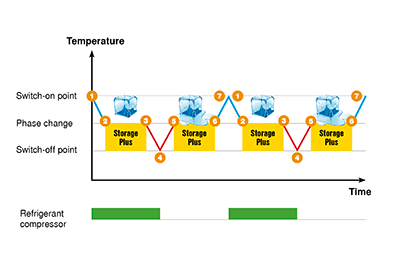 Temperature
Switch-on point
Phase change
Switch-off point
1
2
Storage
Plus
3
4
5
Storage
Plus
6
7
1
2
Storage
Plus
3
4
5
Storage
Plus
6
7
Time
Refrigerant
compressor